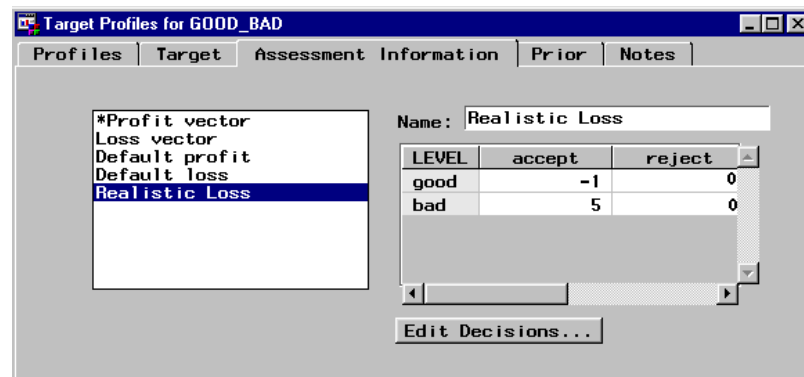 Target Profiles for GOOD_BAD
Profiles Target Assessment Information Prior Notes
*Profit vector
Loss vector
Default profit
Default loss
Realistic Loss
Name: Realistic Loss
LEVEL accept reject
good -1 0
bad 5 0
Edit Decisions...